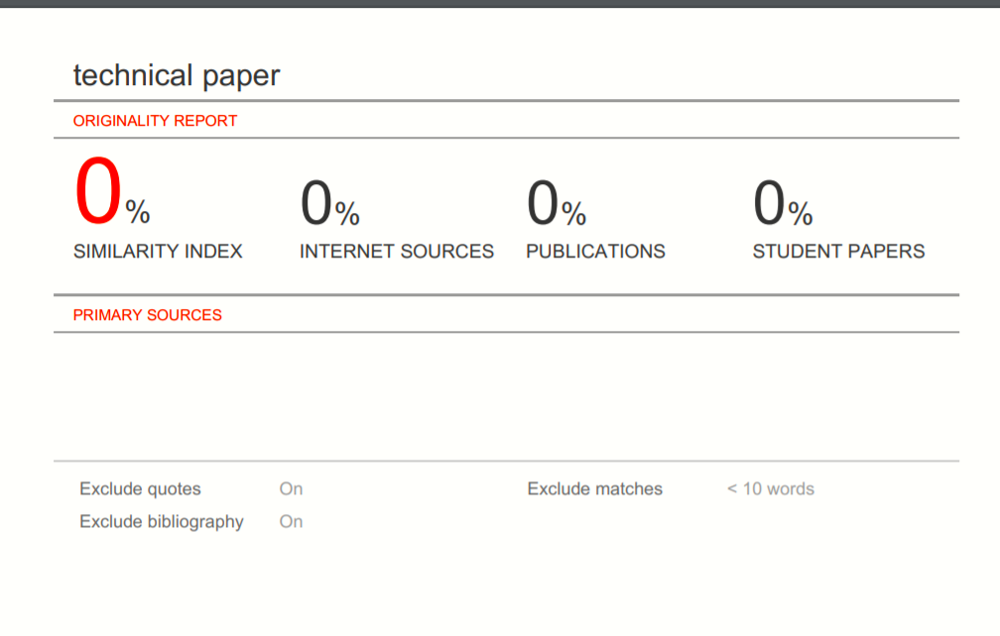 technical paper
ORIGINALITY REPORT
0% 0% 0% 0%
SIMILARITY INDEX INTERNET SOURCES PUBLICATIONS STUDENT PAPERS
PRIMARY SOURCES
Exclude quotes On Exclude matches < 10 words
Exclude bibliography On